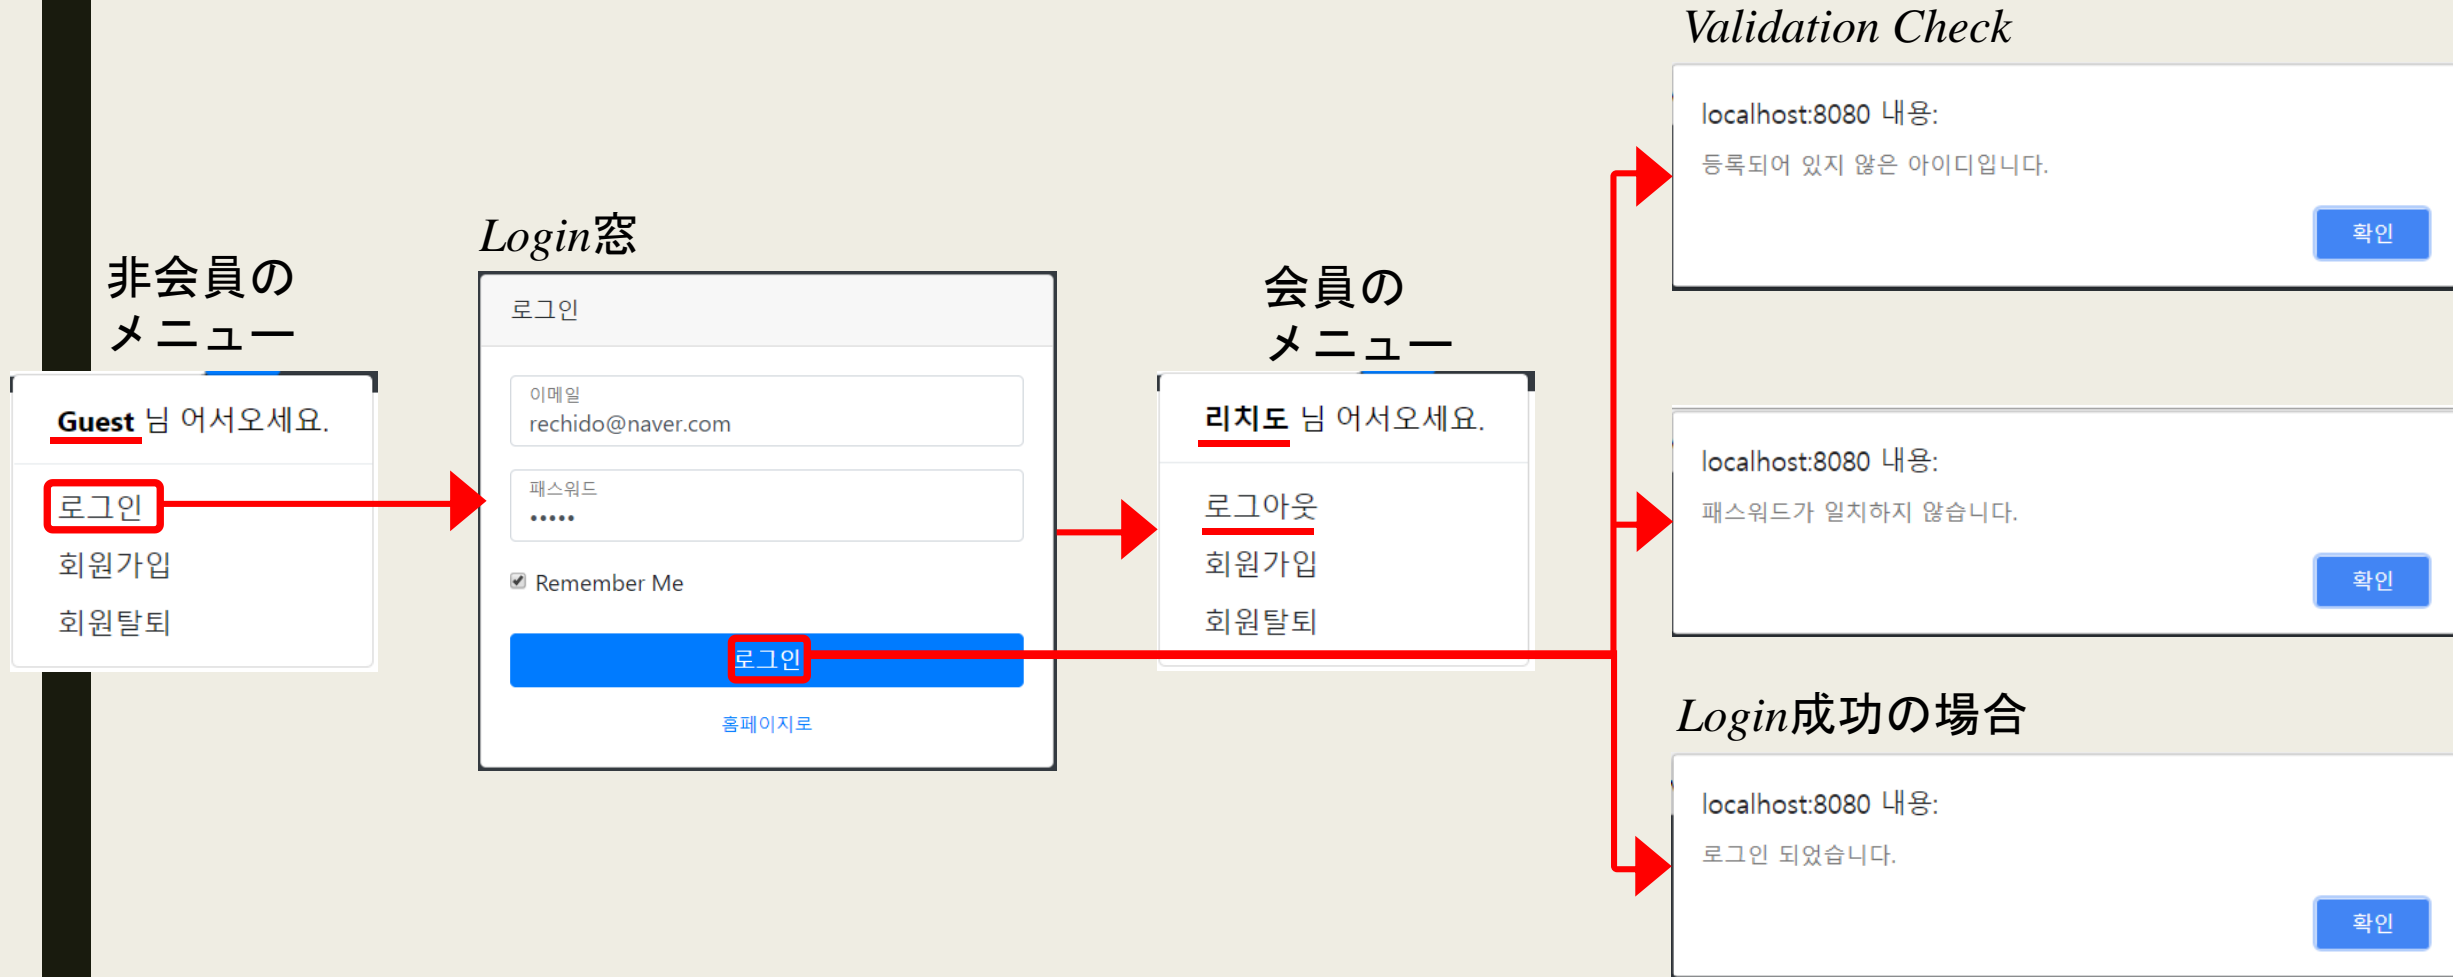 非会員の
メニュー
Guest 님 어서오세요.
로그인
회원가입
회원탈퇴
Login窓
로그인
이메일
rechido@naver.com
패스워드
•••••
Remember Me
로그인
홈페이지로
会員の
メニュー
리치도 님 어서오세요.
로그아웃
회원가입
회원탈퇴
Validation Check
localhost:8080 내용:
등록되어 있지 않은 아이디입니다.
확인
localhost:8080 내용:
패스워드가 일치하지 않습니다.
확인
Login成功の場合
localhost:8080 내용:
로그인 되었습니다.
확인